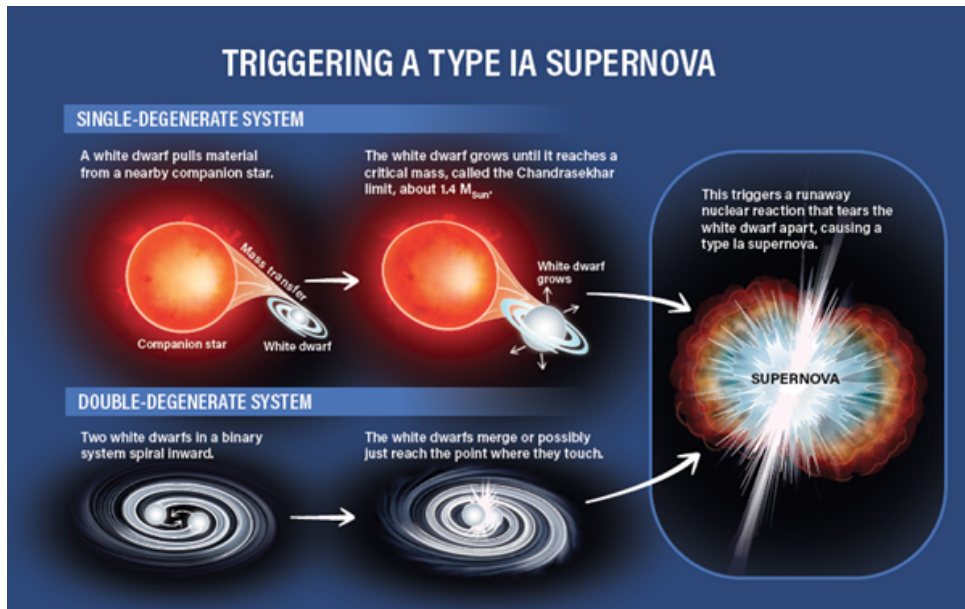 TRIGGERING A TYPE IA SUPERNOVA
SINGLE-DEGENERATE SYSTEM
A white dwarf pulls material
from a nearby companion star.
Mass transfer
Companion star
White dwarf
The white dwarf grows until it reaches a
critical mass, called the Chandrasekhar
limit, about 1.4 MSun.
White dwarf
grows
DOUBLE-DEGENERATE SYSTEM
Two white dwarfs in a binary
system spiral inward.
The white dwarfs merge or possibly
just reach the point where they touch.
This triggers a runaway
nuclear reaction that tears the
white dwarf apart, causing a
type Ia supernova.
SUPERNOVA